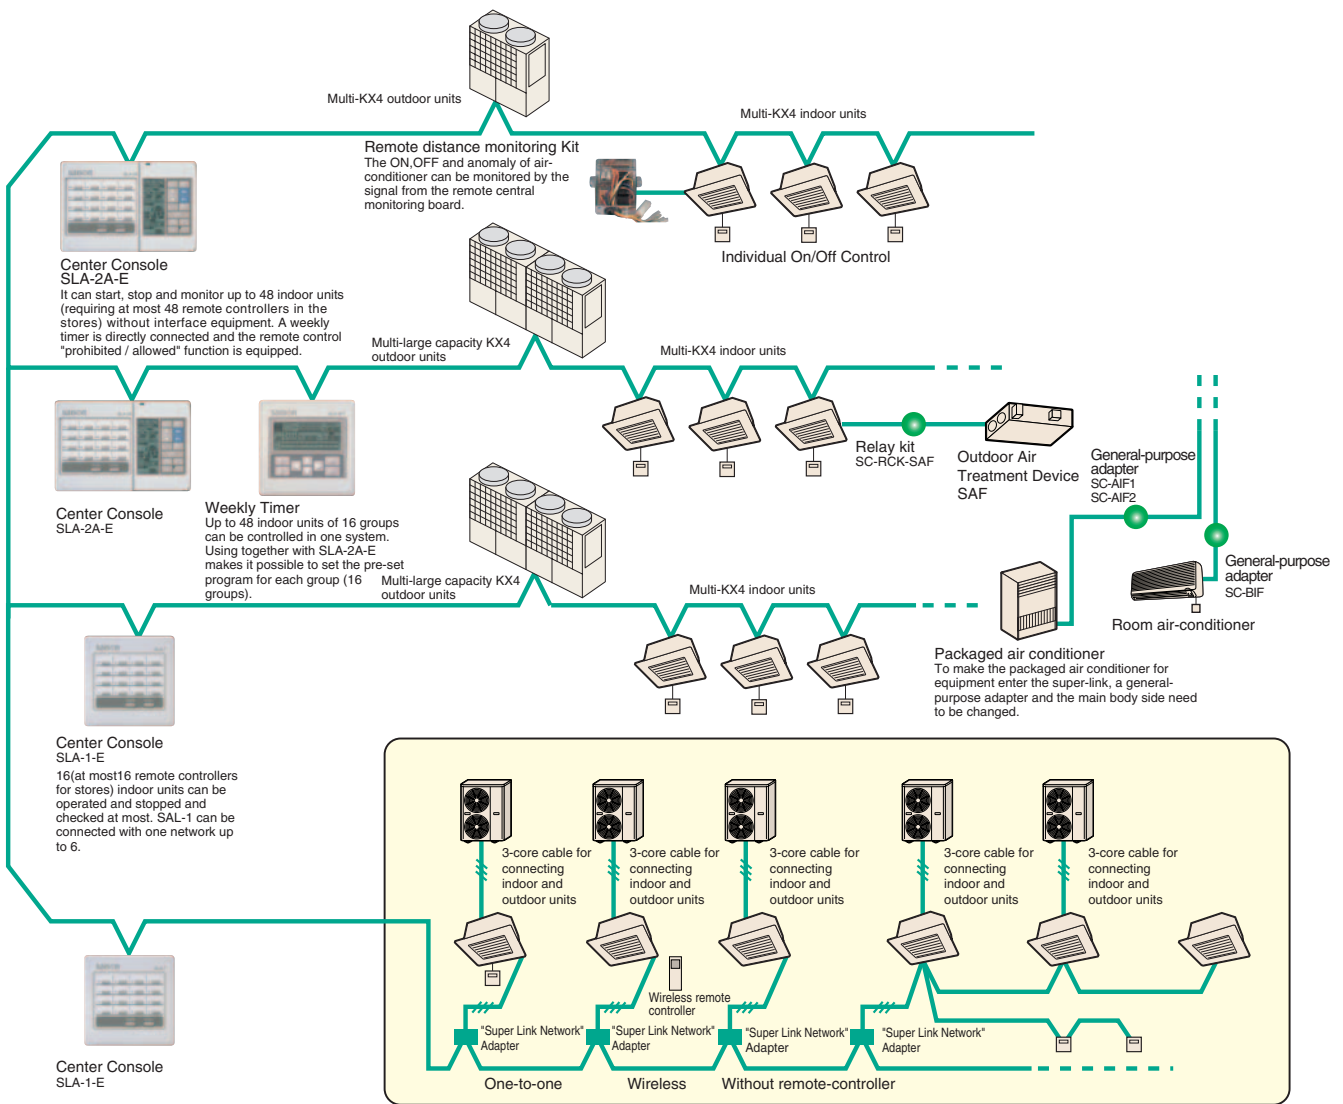 Multi-KX4 outdoor units
Multi-KX4 indoor units
Remote distance monitoring Kit
The ON,OFF and anomaly of air-
conditioner can be monitored by the
signal from the remote central
monitoring board.
Individual On/Off Control
Center Console
SLA-2A-E
It can start, stop and monitor up to 48 indoor units
(requiring at most 48 remote controllers in the
stores) without interface equipment. A weekly
timer is directly connected and the remote control
"prohibited / allowed" function is equipped.
Multi-large capacity KX4
outdoor units
Multi-KX4 indoor units
Relay kit
SC-RCK-SAF
Outdoor Air
Treatment Device
SAF
General-purpose
adapter
SC-AIF1
SC-AIF2
Center Console
SLA-2A-E
Weekly Timer
Up to 48 indoor units of 16 groups
can be controlled in one system.
Using together with SLA-2A-E
makes it possible to set the pre-set
program for each group (16
groups).
Multi-large capacity KX4
outdoor units
Multi-KX4 indoor units
General-purpose
adapter
SC-BIF
Room air-conditioner
Packaged air conditioner
To make the packaged air conditioner for
equipment enter the super-link, a general-
purpose adapter and the main body side need
to be changed.
Center Console
SLA-1-E
16(at most16 remote controllers
for stores) indoor units can be
operated and stopped and
checked at most. SAL-1 can be
connected with one network up
to 6.
3-core cable for
connecting
indoor and
outdoor units
3-core cable for
connecting
indoor and
outdoor units
3-core cable for
connecting
indoor and
outdoor units
3-core cable for
connecting
indoor and
outdoor units
3-core cable for
connecting
indoor and
outdoor units
Wireless remote
controller
"Super Link Network"
Adapter
"Super Link Network"
Adapter
"Super Link Network"
Adapter
"Super Link Network"
Adapter
One-to-one
Wireless
Without remote-controller
Center Console
SLA-1-E